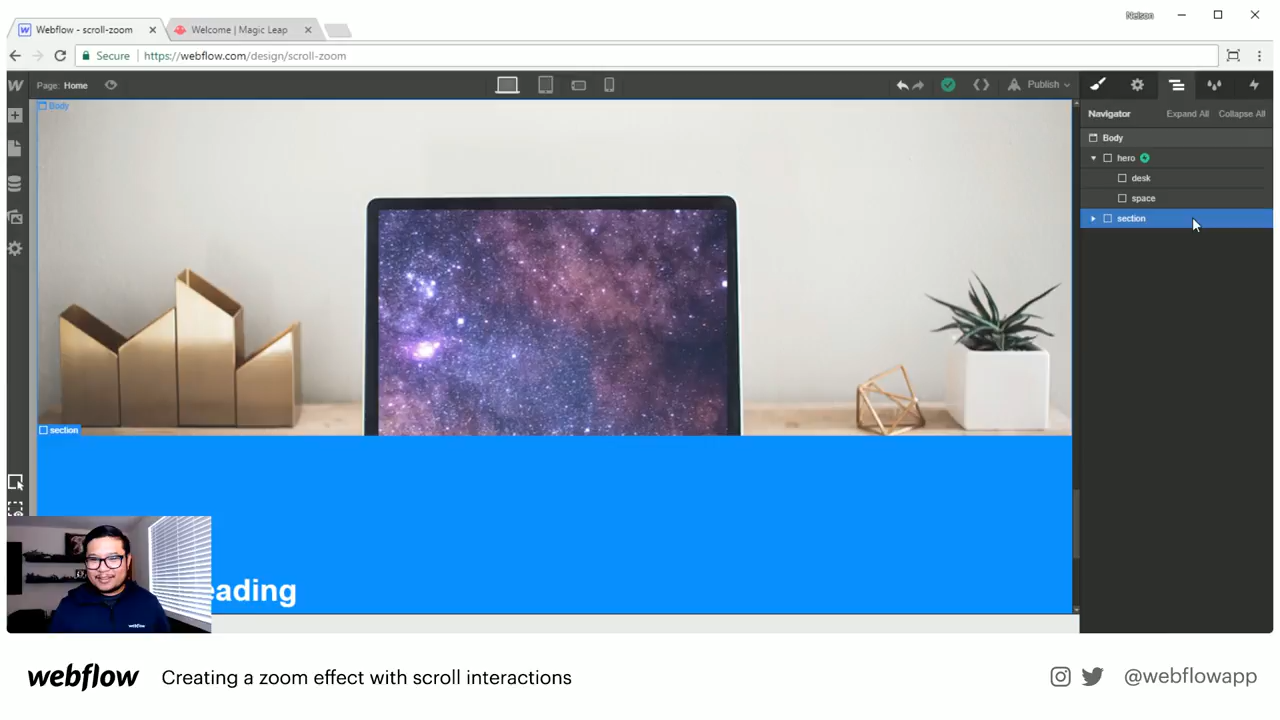 Nelson
Webflow - scroll-zoom
Welcome | Magic Leap
Secure
https://webflow.com/design/scroll-zoom
Page: Home
Publish
Navigator
Expand All
Collapse All
Body
Body
hero
desk
space
section
section
eading
webflow
webflow
Creating a zoom effect with scroll interactions
@webflowapp